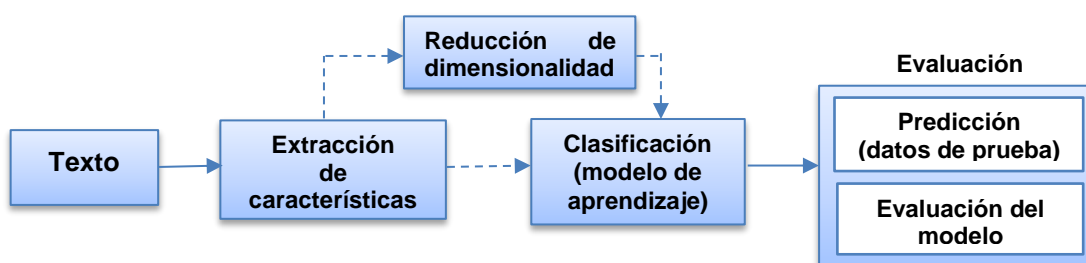 Reducción de
dimensionalidad
Evaluación
Texto
Extracción
de
características
Clasificación
(modelo de
aprendizaje)
Predicción
(datos de prueba)
Evaluación del
modelo